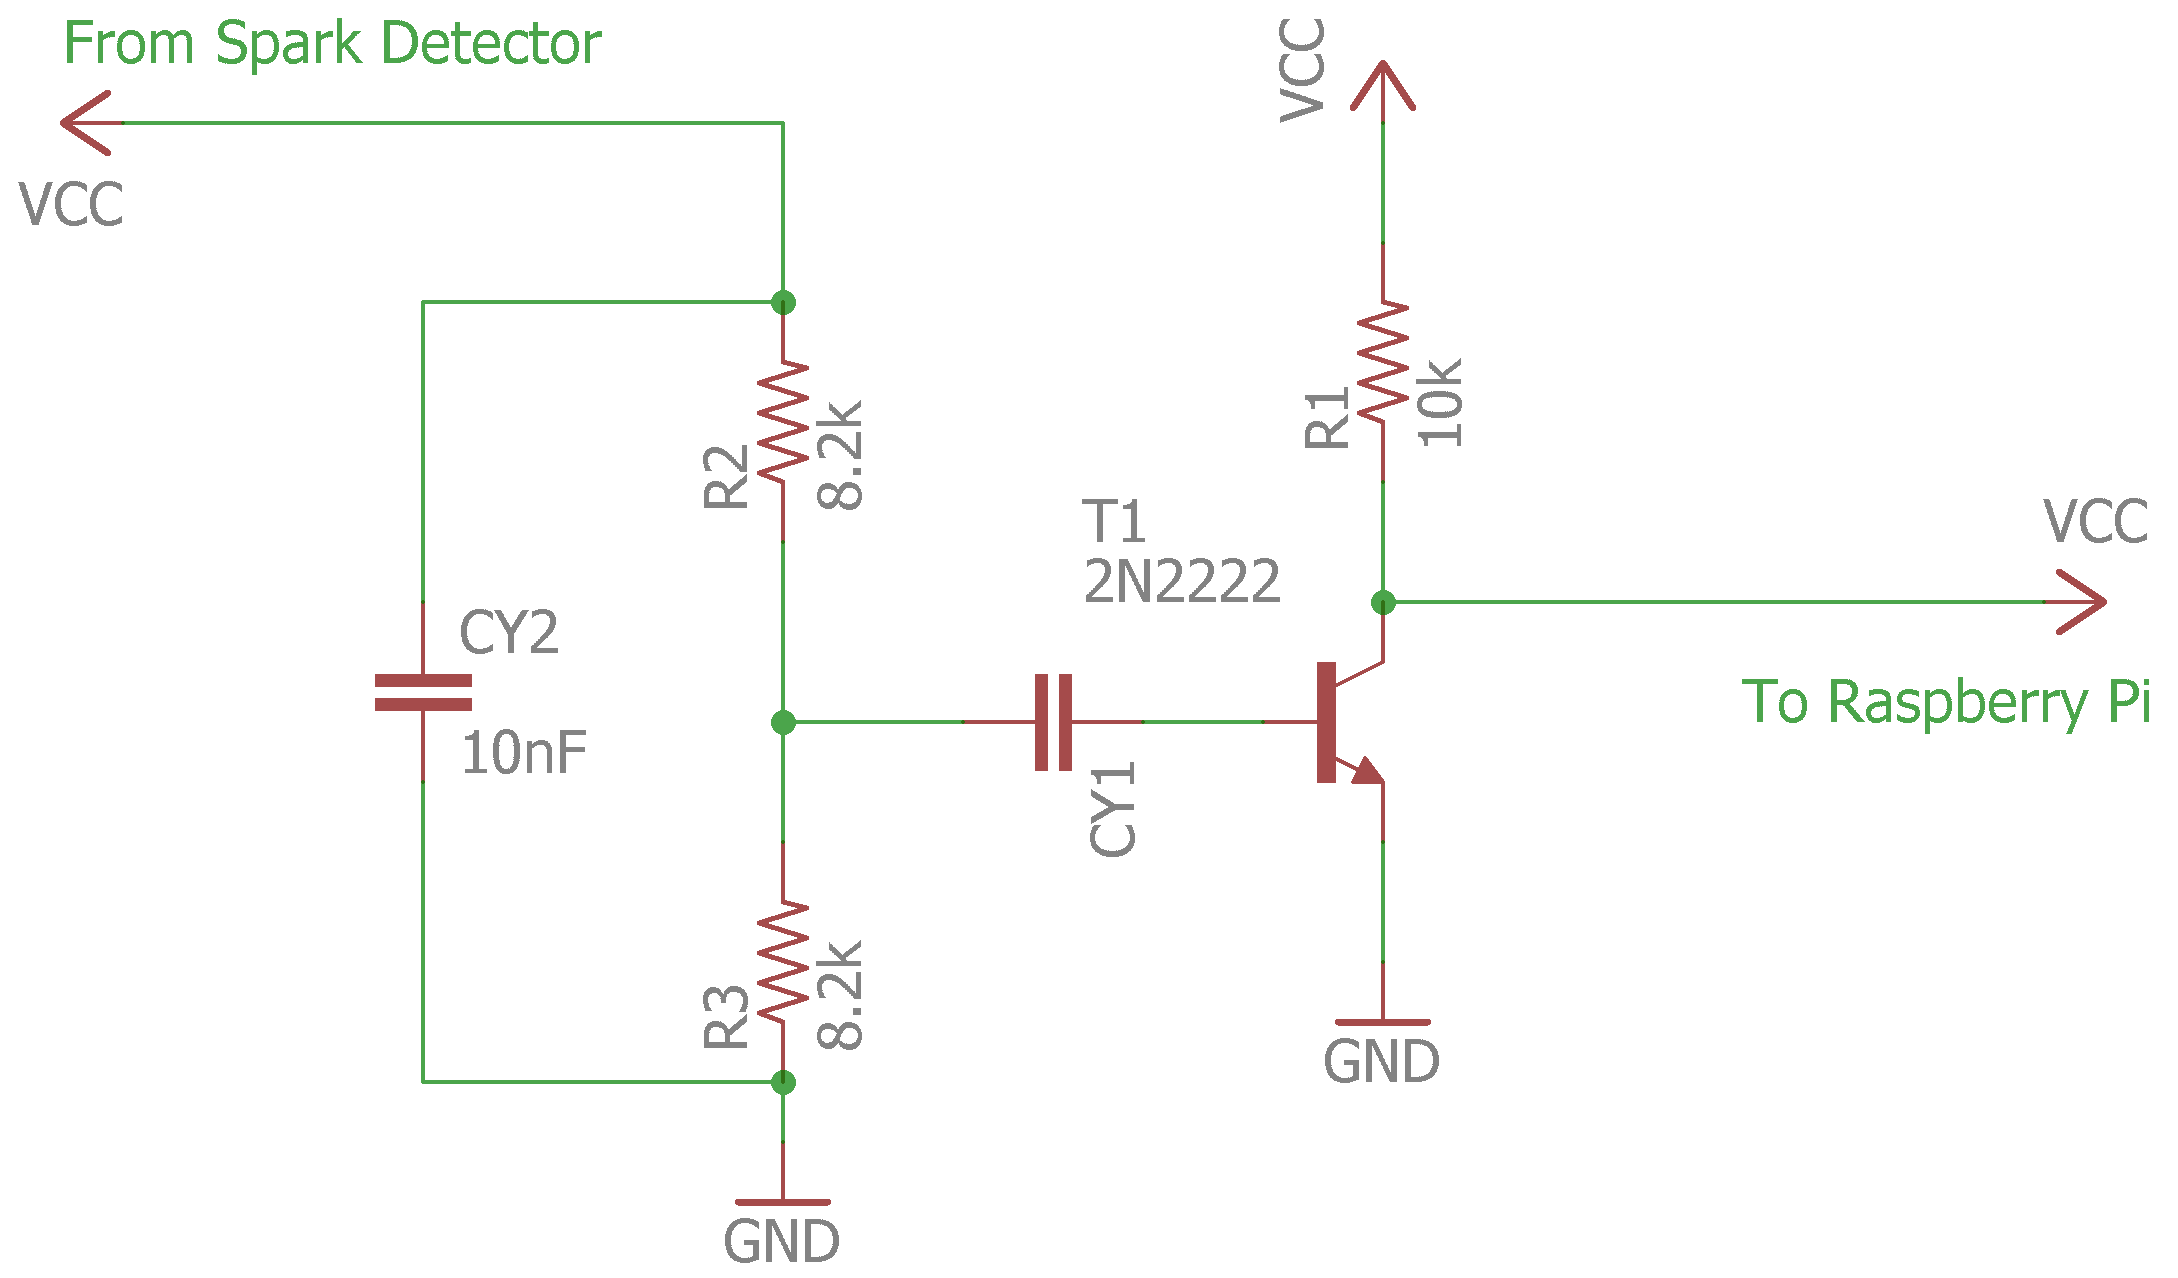 From Spark Detector
VCC
VCC
R2
8.2k
R1
10k
T1
2N2222
VCC
CY2
10nF
To Raspberry Pi
CY1
R3
8.2k
GND
GND